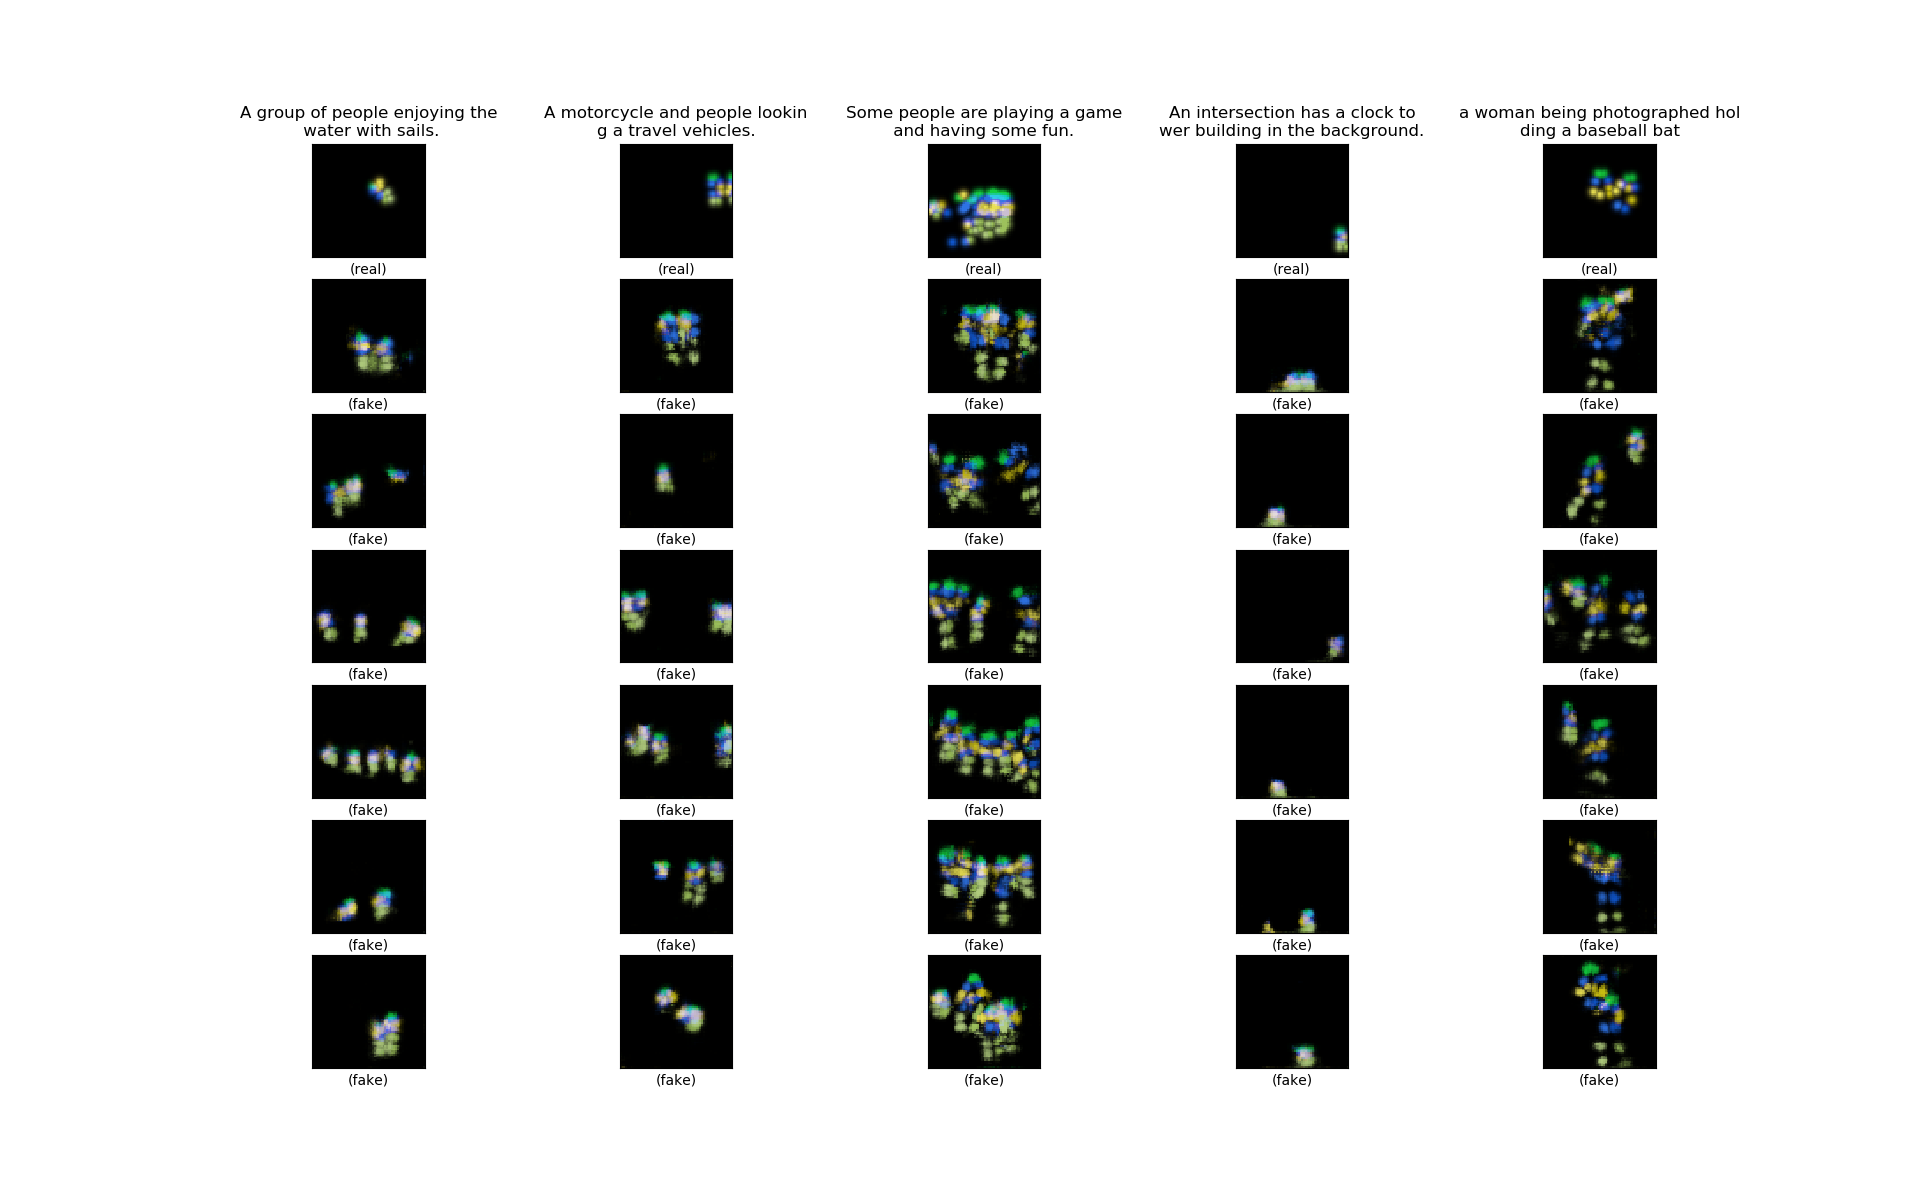 A group of people enjoying the
water with sails.
A motorcycle and people lookin
g a travel vehicles.
Some people are playing a game
and having some fun.
An intersection has a clock to
wer building in the background.
a woman being photographed hol
ding a baseball bat
(real) (real) (real) (real) (real)
(fake) (fake) (fake) (fake) (fake)
(fake) (fake) (fake) (fake) (fake)
(fake) (fake) (fake) (fake) (fake)
(fake) (fake) (fake) (fake) (fake)
(fake) (fake) (fake) (fake) (fake)
(fake) (fake) (fake) (fake) (fake)